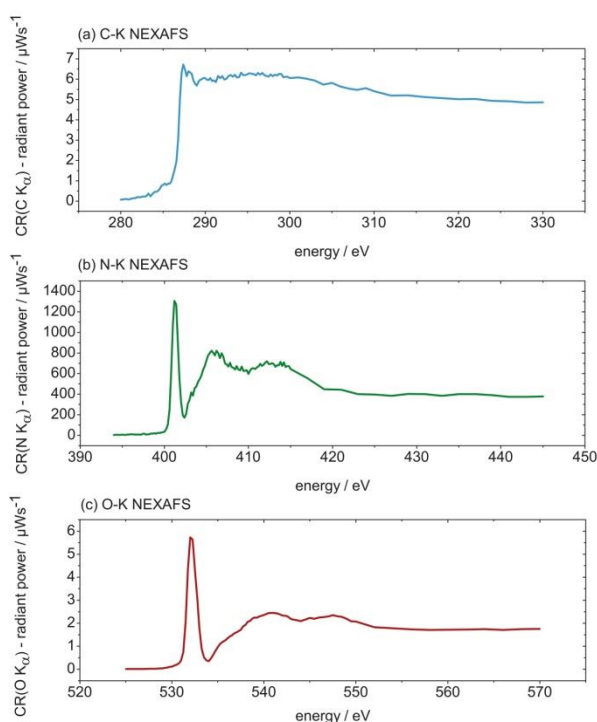 (a) C-K NEXAFS
CR(C Kα) - radiant power / µWs-1
7
6
5
4
3
2
1
0
280 290 300 310 320 330
energy / eV
(b) N-K NEXAFS
CR(N Kα) - radiant power / µWs-1
1400
1200
1000
800
600
400
200
0
390 400 410 420 430 440 450
energy / eV
(c) O-K NEXAFS
CR(O Kα) - radiant power / µWs-1
6
5
4
3
2
1
0
520 530 540 550 560 570
energy / eV